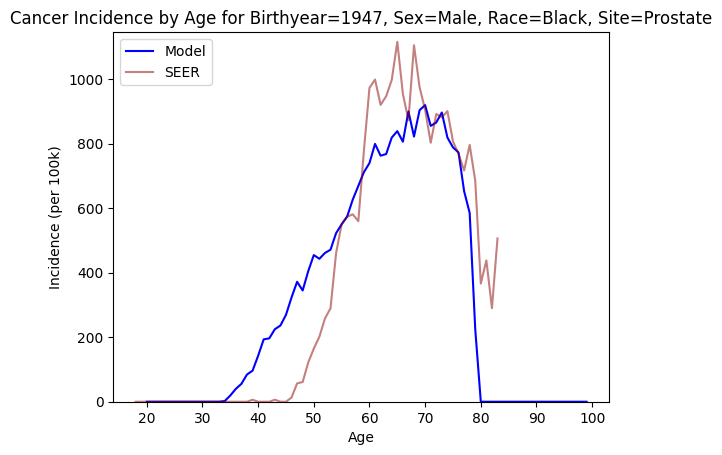 Cancer Incidence by Age for Birthyear=1947, Sex=Male, Race=Black, Site=Prostate
Model
SEER
Incidence (per 100k)
1000
800
600
400
200
0
20 30 40 50 60 70 80 90 100
Age